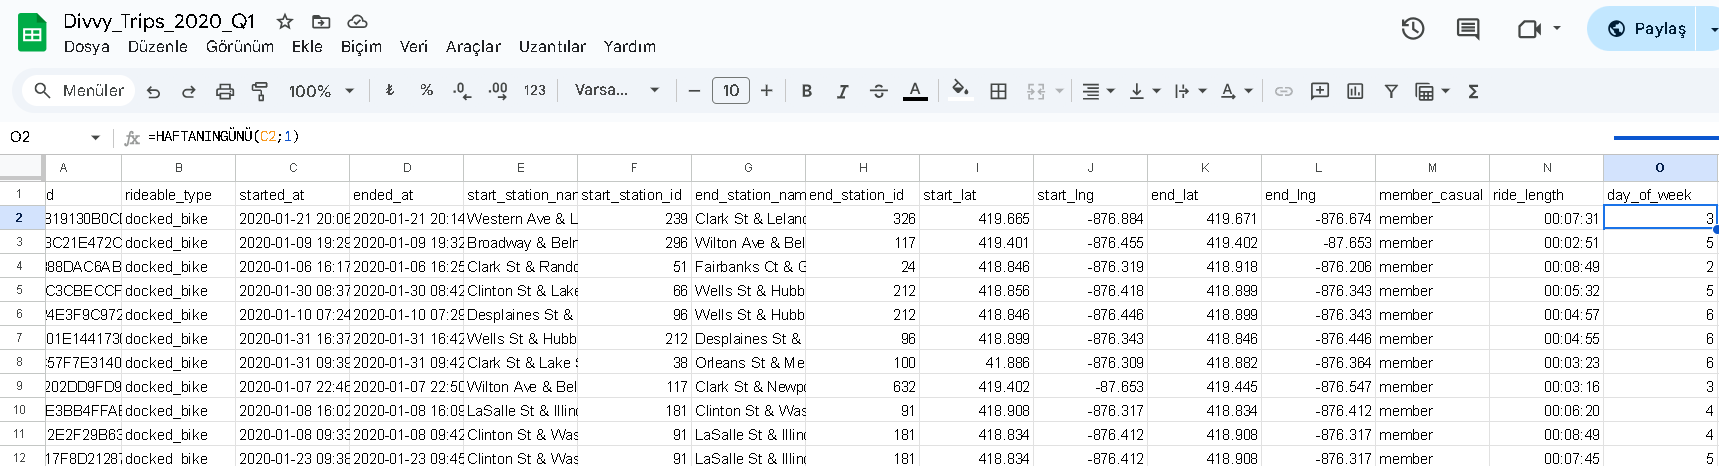 Divvy_Trips_2020_Q1
Dosya Düzenle Görünüm Ekle Biçim Veri Araçlar Uzantılar Yardım
Paylaş
Menüler 100% ₺ % .0 .00 123 Varsa... 10 B I S A
O2 fx =HAFTANINGÜNÜ(C2;1)
A B C D E F G H I J K L M N O
1 d rideable_type started_at ended_at start_station_nam start_station_id end_station_name end_station_id start_lat start_lng end_lat end_lng member_casual ride_length day_of_week
2 819130B0CD docked_bike 2020-01-21 20:06 2020-01-21 20:14 Western Ave & L 239 Clark St & Leland 326 419.665 -876.884 419.671 -876.674 member 00:07:31 3
3 3C21E472C docked_bike 2020-01-09 19:29 2020-01-09 19:32 Broadway & Beln 296 Wilton Ave & Bel 117 419.401 -876.455 419.402 -87.653 member 00:02:51 5
4 88DAC6AB docked_bike 2020-01-06 16:17 2020-01-06 16:25 Clark St & Rando 51 Fairbanks Ct & G 24 418.846 -876.319 418.918 -876.206 member 00:08:49 2
5 C3CBECCF docked_bike 2020-01-30 08:37 2020-01-30 08:42 Clinton St & Lake 66 Wells St & Hubb 212 418.856 -876.418 418.899 -876.343 member 00:05:32 5
6 4E3F9C972 docked_bike 2020-01-10 07:24 2020-01-10 07:29 Desplaines St & 96 Wells St & Hubb 212 418.846 -876.446 418.899 -876.343 member 00:04:57 6
7 01E1441730 docked_bike 2020-01-31 16:37 2020-01-31 16:42 Wells St & Hubb 212 Desplaines St & 96 418.899 -876.343 418.846 -876.446 member 00:04:55 6
8 57F7E3140 docked_bike 2020-01-31 09:39 2020-01-31 09:42 Clark St & Lake S 38 Orleans St & Me 100 41.886 -876.309 418.882 -876.364 member 00:03:23 6
9 202DD9FD9 docked_bike 2020-01-07 22:46 2020-01-07 22:50 Wilton Ave & Bel 117 Clark St & Newp 632 419.402 -87.653 419.445 -876.547 member 00:03:16 3
10 E3BB4FFAE docked_bike 2020-01-08 16:02 2020-01-08 16:09 LaSalle St & Illin 181 Clinton St & Was 91 418.908 -876.317 418.834 -876.412 member 00:06:20 4
11 2E2F29B63 docked_bike 2020-01-08 09:33 2020-01-08 09:42 Clinton St & Was 91 LaSalle St & Illin 181 418.834 -876.412 418.908 -876.317 member 00:08:49 4
12 17F8D21287 docked_bike 2020-01-23 09:38 2020-01-23 09:45 Clinton St & Was 91 LaSalle St & Illin 181 418.834 -876.412 418.908 -876.317 member 00:07:45 5